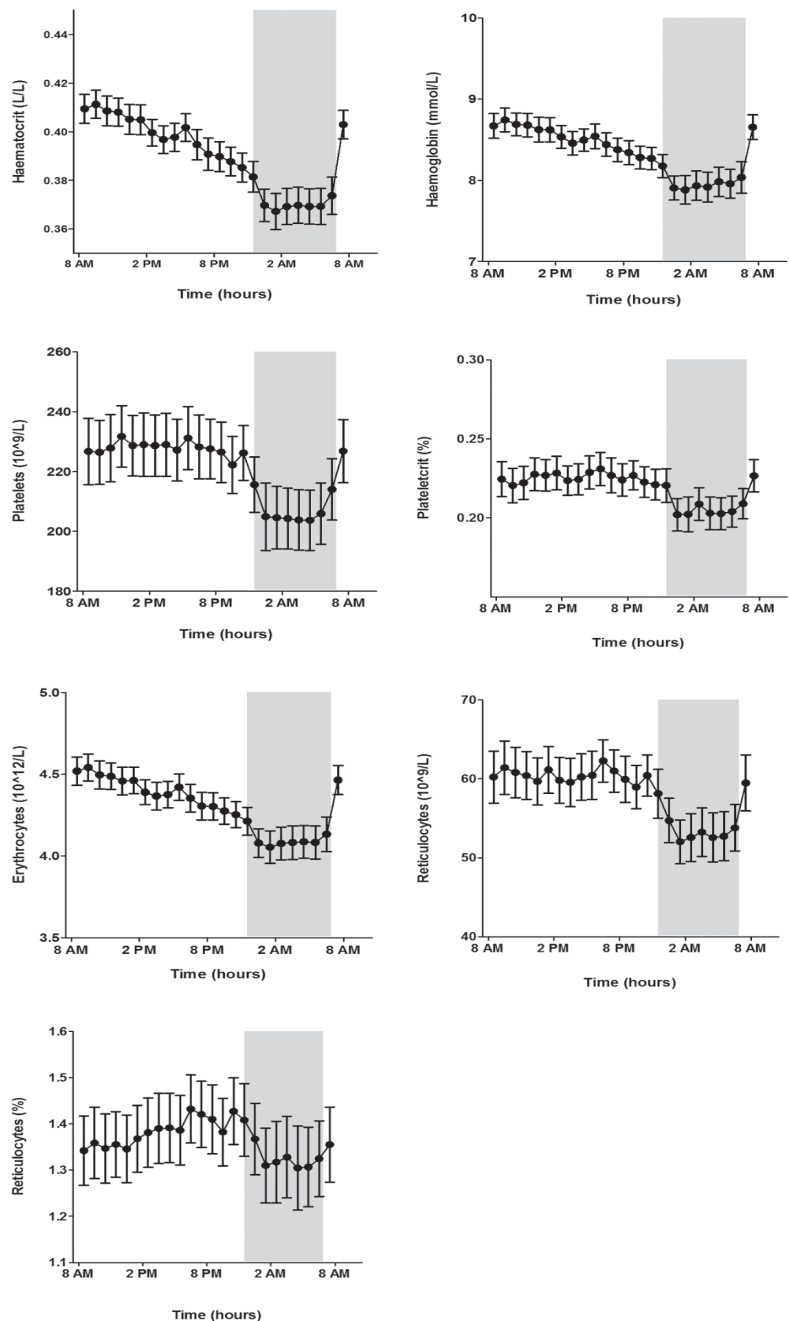 Haematocrit (L/L)
0.44
0.42
0.40
0.38
0.36
8 AM 2 PM 8 PM 2 AM 8 AM
Time (hours)
Haemoglobin (mmol/L)
10
9
8
7
8 AM 2 PM 8 PM 2 AM 8 AM
Time (hours)
Platelets (10^9/L)
260
240
220
200
180
8 AM 2 PM 8 PM 2 AM 8 AM
Time (hours)
Plateletcrit (%)
0.30
0.25
0.20
8 AM 2 PM 8 PM 2 AM 8 AM
Time (hours)
Erythrocytes (10^12/L)
5.0
4.5
4.0
3.5
8 AM 2 PM 8 PM 2 AM 8 AM
Time (hours)
Reticulocytes (10^9/L)
70
60
50
40
8 AM 2 PM 8 PM 2 AM 8 AM
Time (hours)
Reticulocytes (%)
1.6
1.5
1.4
1.3
1.2
1.1
8 AM 2 PM 8 PM 2 AM 8 AM
Time (hours)